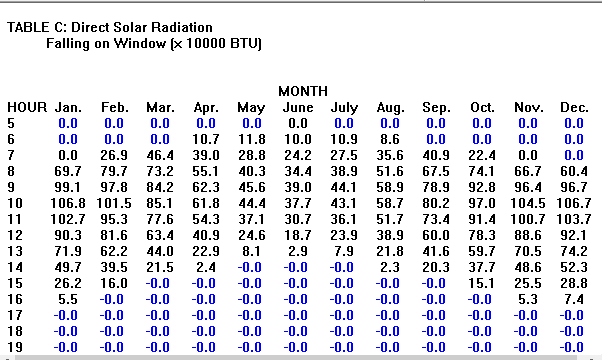 TABLE C: Direct Solar Radiation
Falling on Window (x 10000 BTU)
MONTH
HOUR Jan. Feb. Mar. Apr. May June July Aug. Sep. Oct. Nov. Dec.
5 0.0 0.0 0.0 0.0 0.0 0.0 0.0 0.0 0.0 0.0 0.0 0.0
6 0.0 0.0 0.0 10.7 11.8 10.0 10.9 8.6 0.0 0.0 0.0 0.0
7 0.0 26.9 46.4 39.0 28.8 24.2 27.5 35.6 40.9 22.4 0.0 0.0
8 69.7 79.7 73.2 55.1 40.3 34.4 38.9 51.6 67.5 74.1 66.7 60.4
9 99.1 97.8 84.2 62.3 45.6 39.0 44.1 58.9 78.9 92.8 96.4 96.7
10 106.8 101.5 85.1 61.8 44.4 37.7 43.1 58.7 80.2 97.0 104.5 106.7
11 102.7 95.3 77.6 54.3 37.1 30.7 36.1 51.7 73.4 91.4 100.7 103.7
12 90.3 81.6 63.4 40.9 24.6 18.7 23.9 38.9 60.0 78.3 88.6 92.1
13 71.9 62.2 44.0 22.9 8.1 2.9 7.9 21.8 41.6 59.7 70.5 74.2
14 49.7 39.5 21.5 2.4 -0.0 -0.0 -0.0 2.3 20.3 37.7 48.6 52.3
15 26.2 16.0 -0.0 -0.0 -0.0 -0.0 -0.0 -0.0 -0.0 15.1 25.5 28.8
16 5.5 -0.0 -0.0 -0.0 -0.0 -0.0 -0.0 -0.0 -0.0 -0.0 5.3 7.4
17 -0.0 -0.0 -0.0 -0.0 -0.0 -0.0 -0.0 -0.0 -0.0 -0.0 -0.0 -0.0
18 -0.0 -0.0 -0.0 -0.0 -0.0 -0.0 -0.0 -0.0 -0.0 -0.0 -0.0 -0.0
19 -0.0 -0.0 -0.0 -0.0 -0.0 -0.0 -0.0 -0.0 -0.0 -0.0 -0.0 -0.0